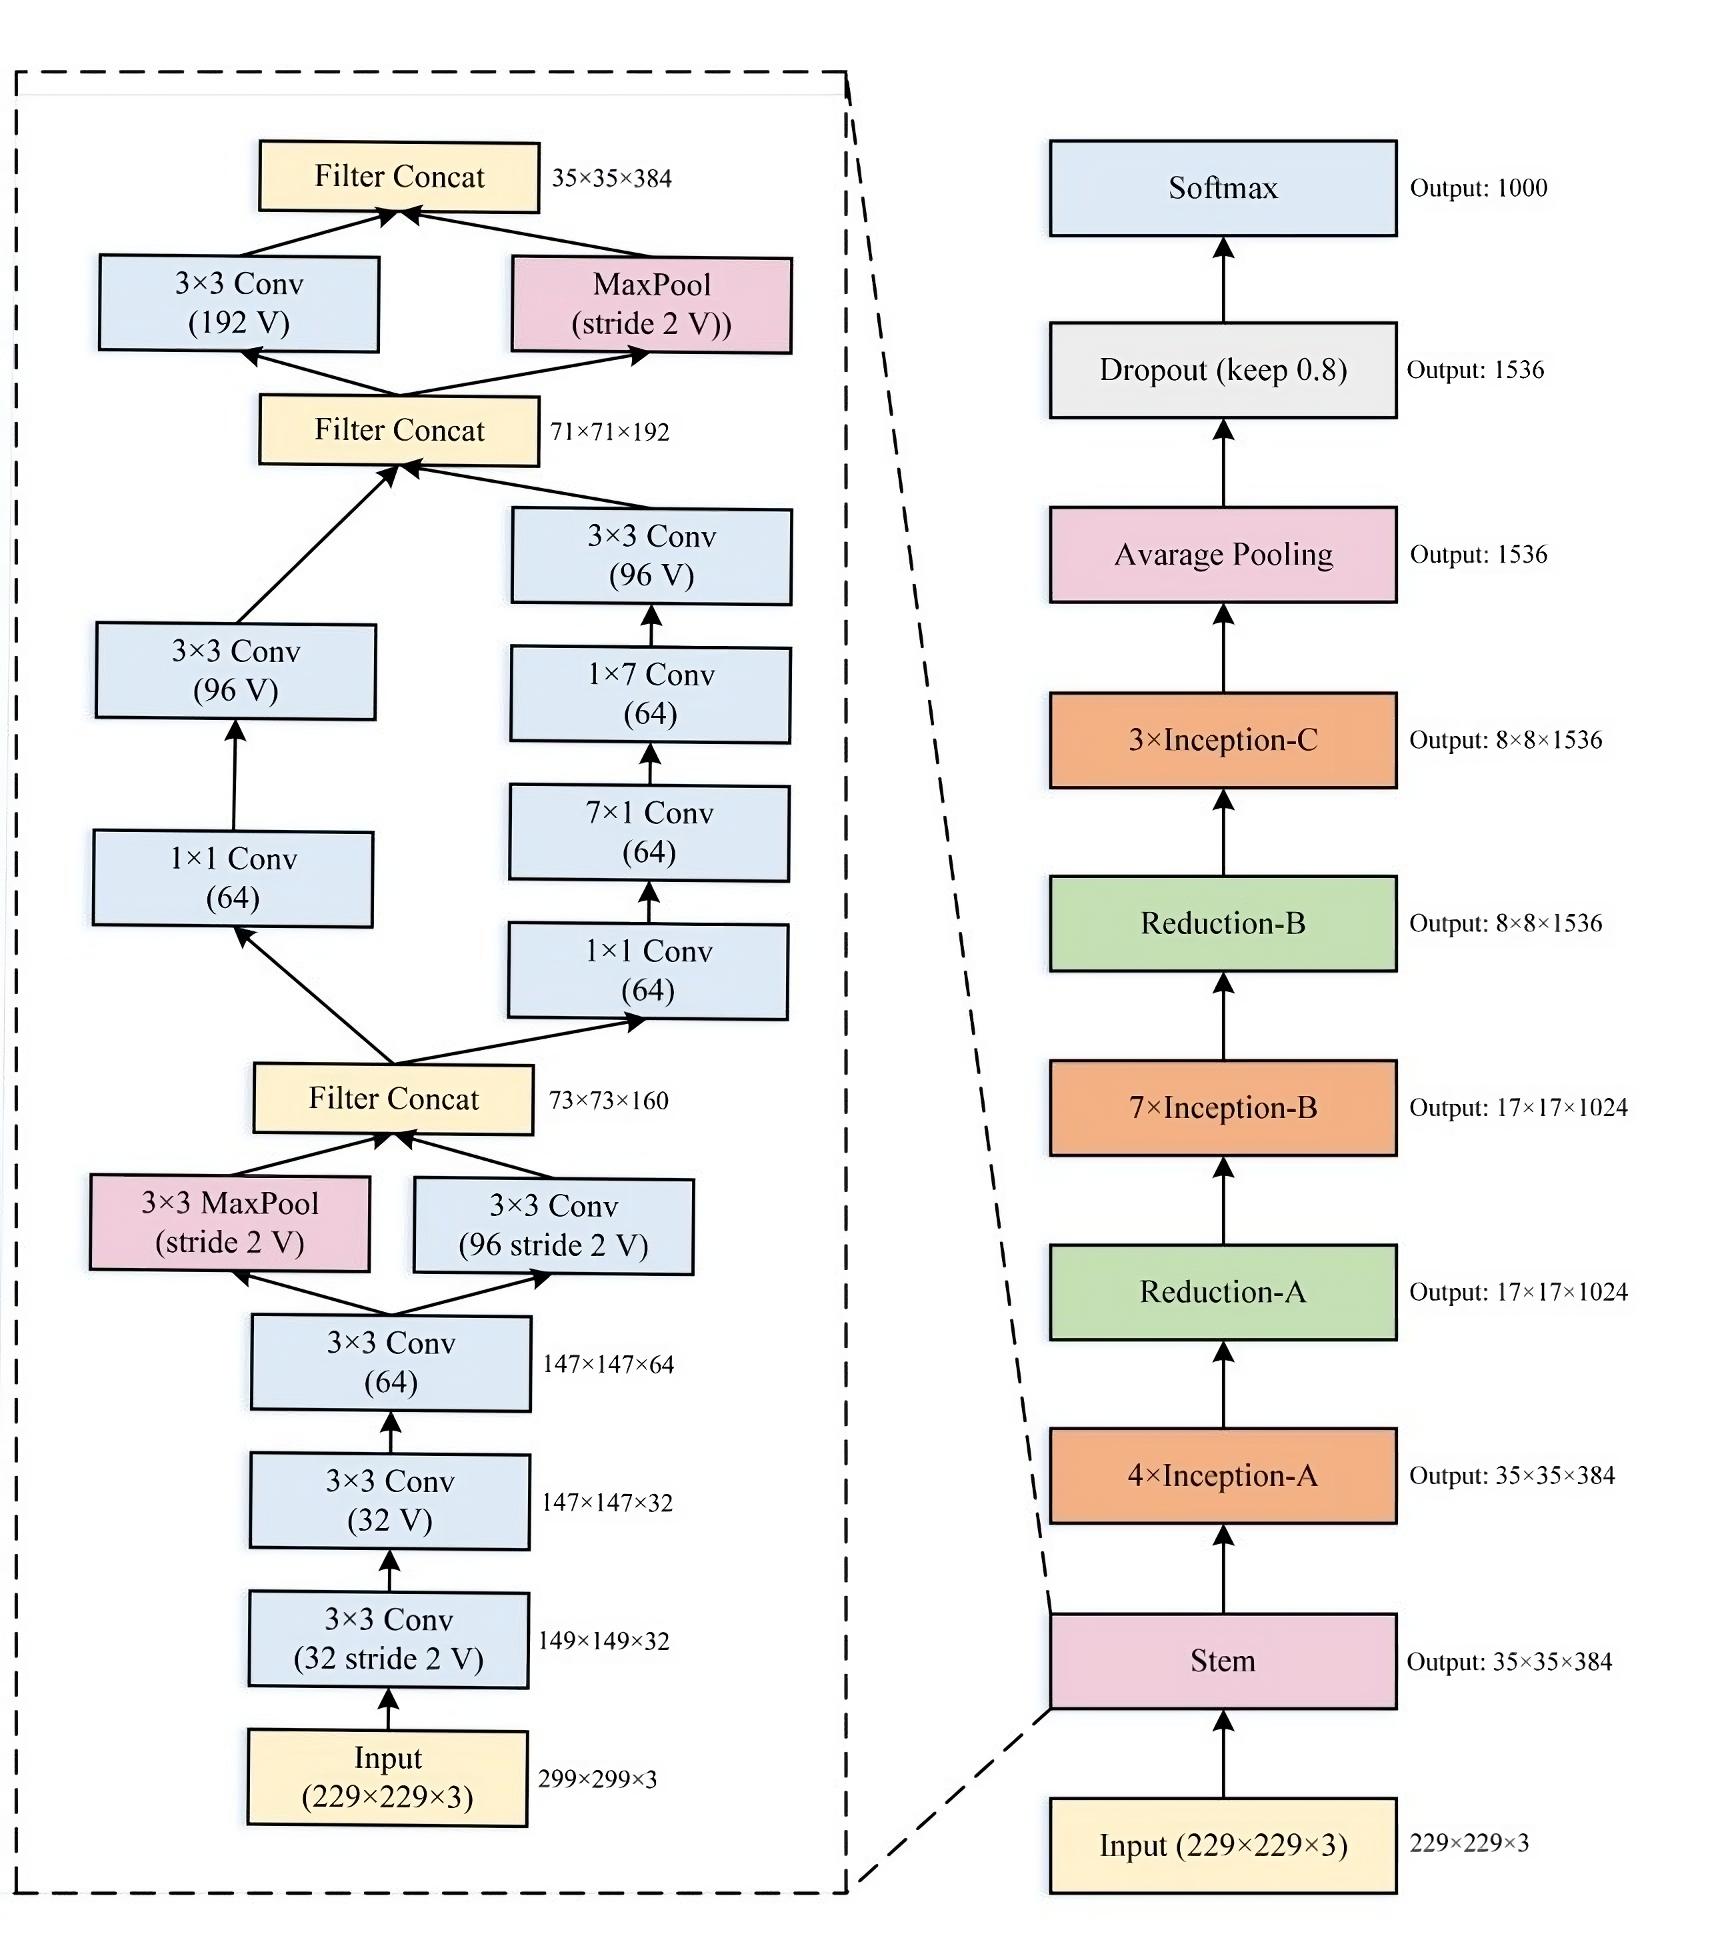 Filter Concat
35×35×384
3×3 Conv
(192 V)
MaxPool
(stride 2 V))
Filter Concat
71×71×192
3×3 Conv
(96 V)
3×3 Conv
(96 V)
1×7 Conv
(64)
7×1 Conv
(64)
1×1 Conv
(64)
1×1 Conv
(64)
Filter Concat
73×73×160
3×3 MaxPool
(stride 2 V)
3×3 Conv
(96 stride 2 V)
3×3 Conv
(64)
147×147×64
3×3 Conv
(32 V)
147×147×32
3×3 Conv
(32 stride 2 V)
149×149×32
Input
(229×229×3)
299×299×3
Softmax
Output: 1000
Dropout (keep 0.8)
Output: 1536
Avarage Pooling
Output: 1536
3×Inception-C
Output: 8×8×1536
Reduction-B
Output: 8×8×1536
7×Inception-B
Output: 17×17×1024
Reduction-A
Output: 17×17×1024
4×Inception-A
Output: 35×35×384
Stem
Output: 35×35×384
Input (229×229×3)
229×229×3